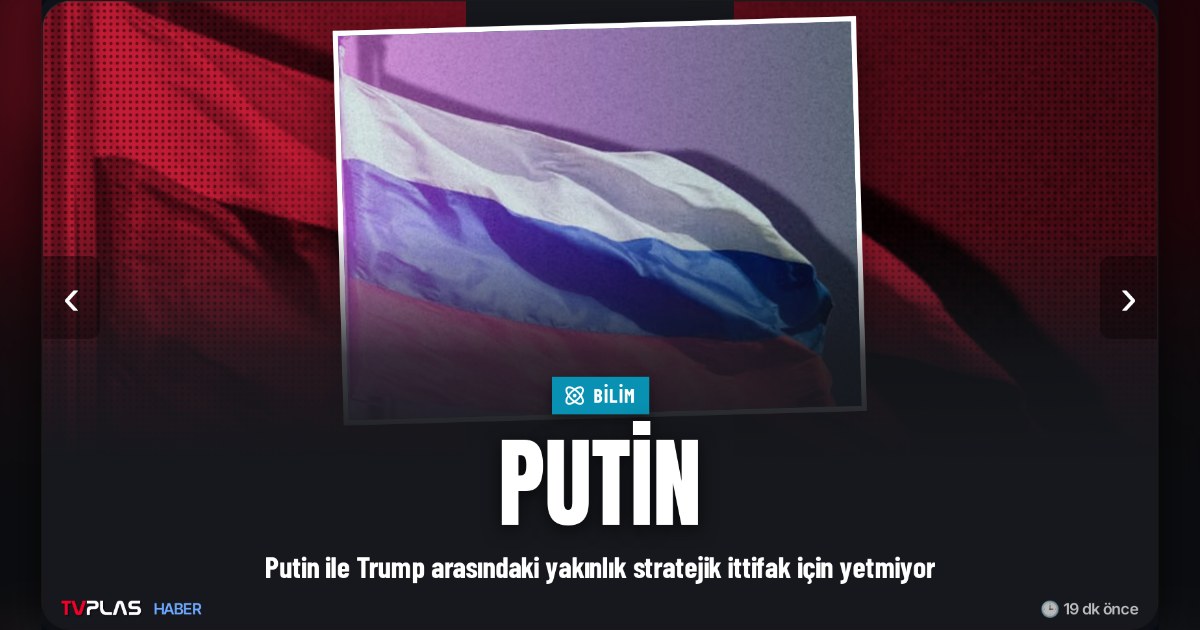 BİLİM
PUTİN
Putin ile Trump arasındaki yakınlık stratejik ittifak için yetmiyor
TVPLAS HABER
19 dk önce